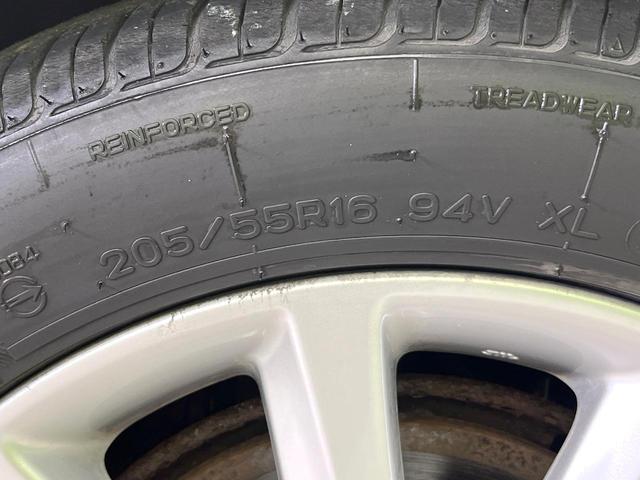 REINFORCED
TREADWEAR
205/55R16 94V XL